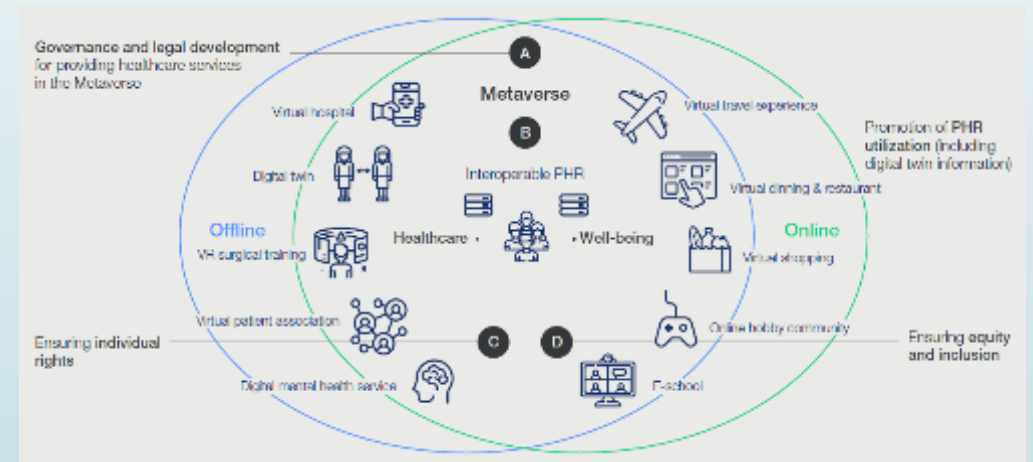 Governance and legal development
for providing healthcare services
in the Metaverse
A
Metaverse
Virtual hospital
Virtual travel experience
Promotion of PHR
utilization (including
digital twin information)
B
Interoperable PHR
Digital twin
Virtual dinning & restaurant
Offline
Healthcare •
• Well-being
Online
VR surgical training
Virtual shopping
Virtual patient association
Online hobby community
Ensuring individual
rights
C
D
Ensuring equity
and inclusion
Digital mental health service
E-school